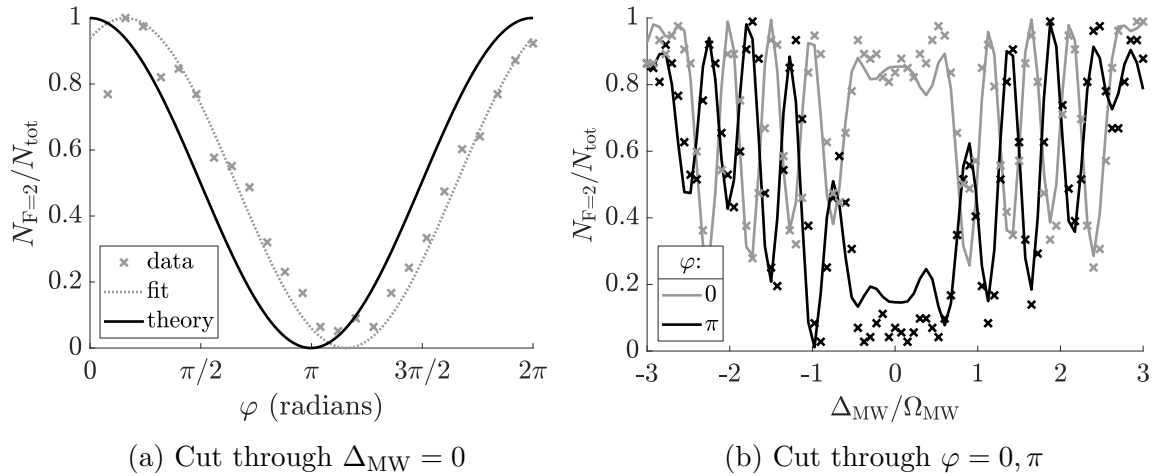 1
0.8
0.6
0.4
0.2
0
N_{F=2}/N_{tot}
data
fit
theory
0 π/2 π 3π/2 2π
φ (radians)
(a) Cut through Δ_{MW} = 0
1
0.8
0.6
0.4
0.2
0
N_{F=2}/N_{tot}
φ:
0
π
-3 -2 -1 0 1 2 3
Δ_{MW}/Ω_{MW}
(b) Cut through φ = 0, π